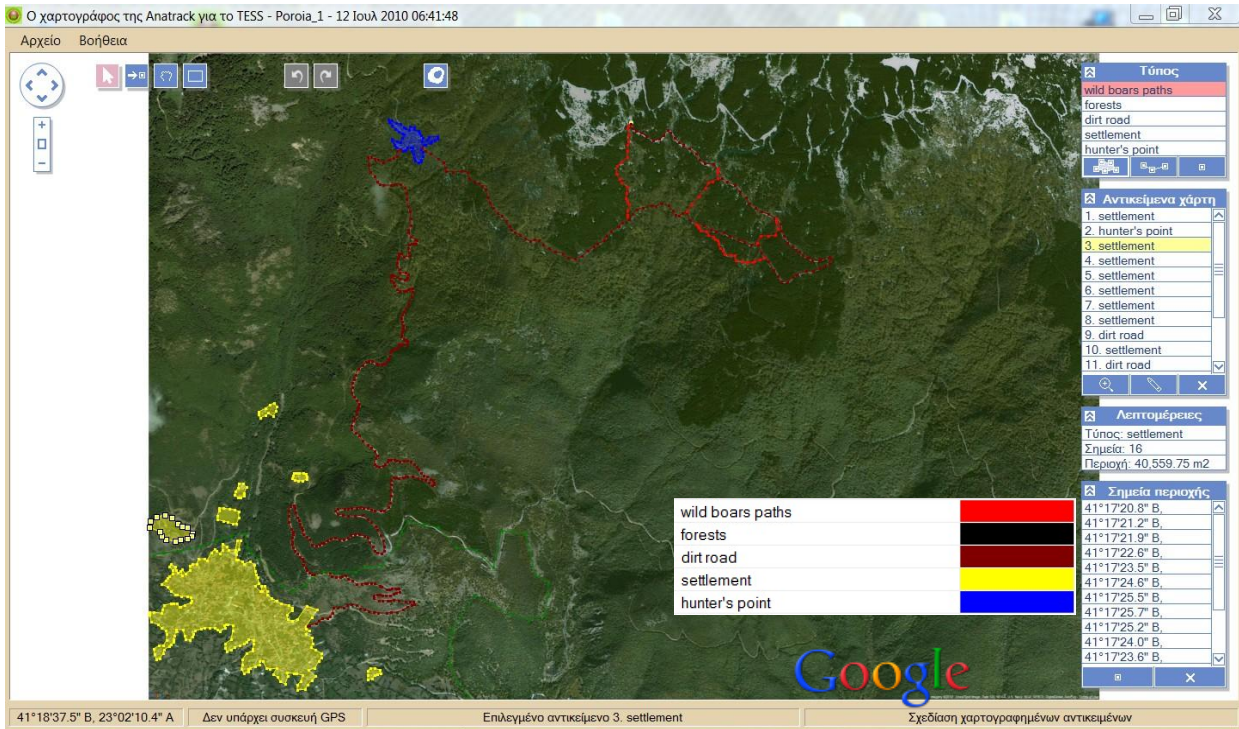 Ο χαρτογράφος της Anatrack για το TESS - Poroia_1 - 12 Ιουλ 2010 06:41:48
Αρχείο Βοήθεια
Τύπος
wild boars paths
forests
dirt road
settlement
hunter's point
Αντικείμενα χάρτη
1. settlement
2. hunter's point
3. settlement
4. settlement
5. settlement
6. settlement
7. settlement
8. settlement
9. dirt road
10. settlement
11. dirt road
Λεπτομέρειες
Τύπος: settlement
Σημεία: 16
Περιοχή: 40,559.75 m2
Σημεία περιοχής
41°17'20.8" Β,
41°17'21.2" Β,
41°17'21.9" Β,
41°17'22.6" Β,
41°17'23.5" Β,
41°17'24.6" Β,
41°17'25.5" Β,
41°17'25.7" Β,
41°17'25.2" Β,
41°17'24.0" Β,
41°17'23.6" Β,
wild boars paths
forests
dirt road
settlement
hunter's point
Google
41°18'37.5" Β, 23°02'10.4" Α
Δεν υπάρχει συσκευή GPS
Επιλεγμένο αντικείμενο 3. settlement
Σχεδίαση χαρτογραφημένων αντικειμένων